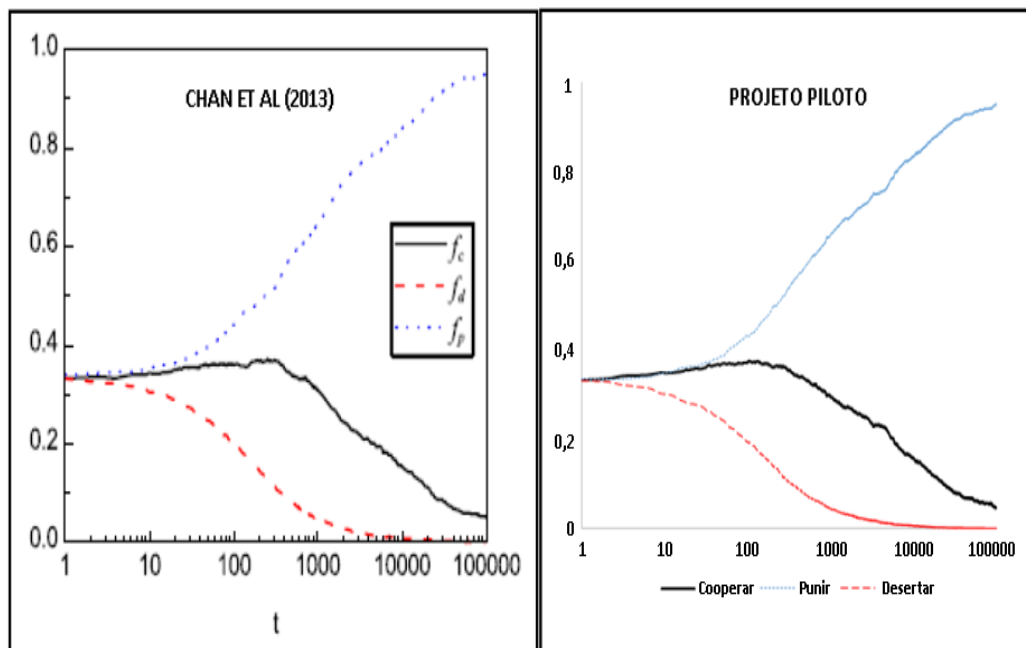 CHAN ET AL (2013)
1.0
0.8
0.6
0.4
0.2
0.0
f_c
f_d
f_p
1 10 100 1000 10000 100000
t
PROJETO PILOTO
1
0,8
0,6
0,4
0,2
0
1 10 100 1000 10000 100000
Cooperar Punir Desertar